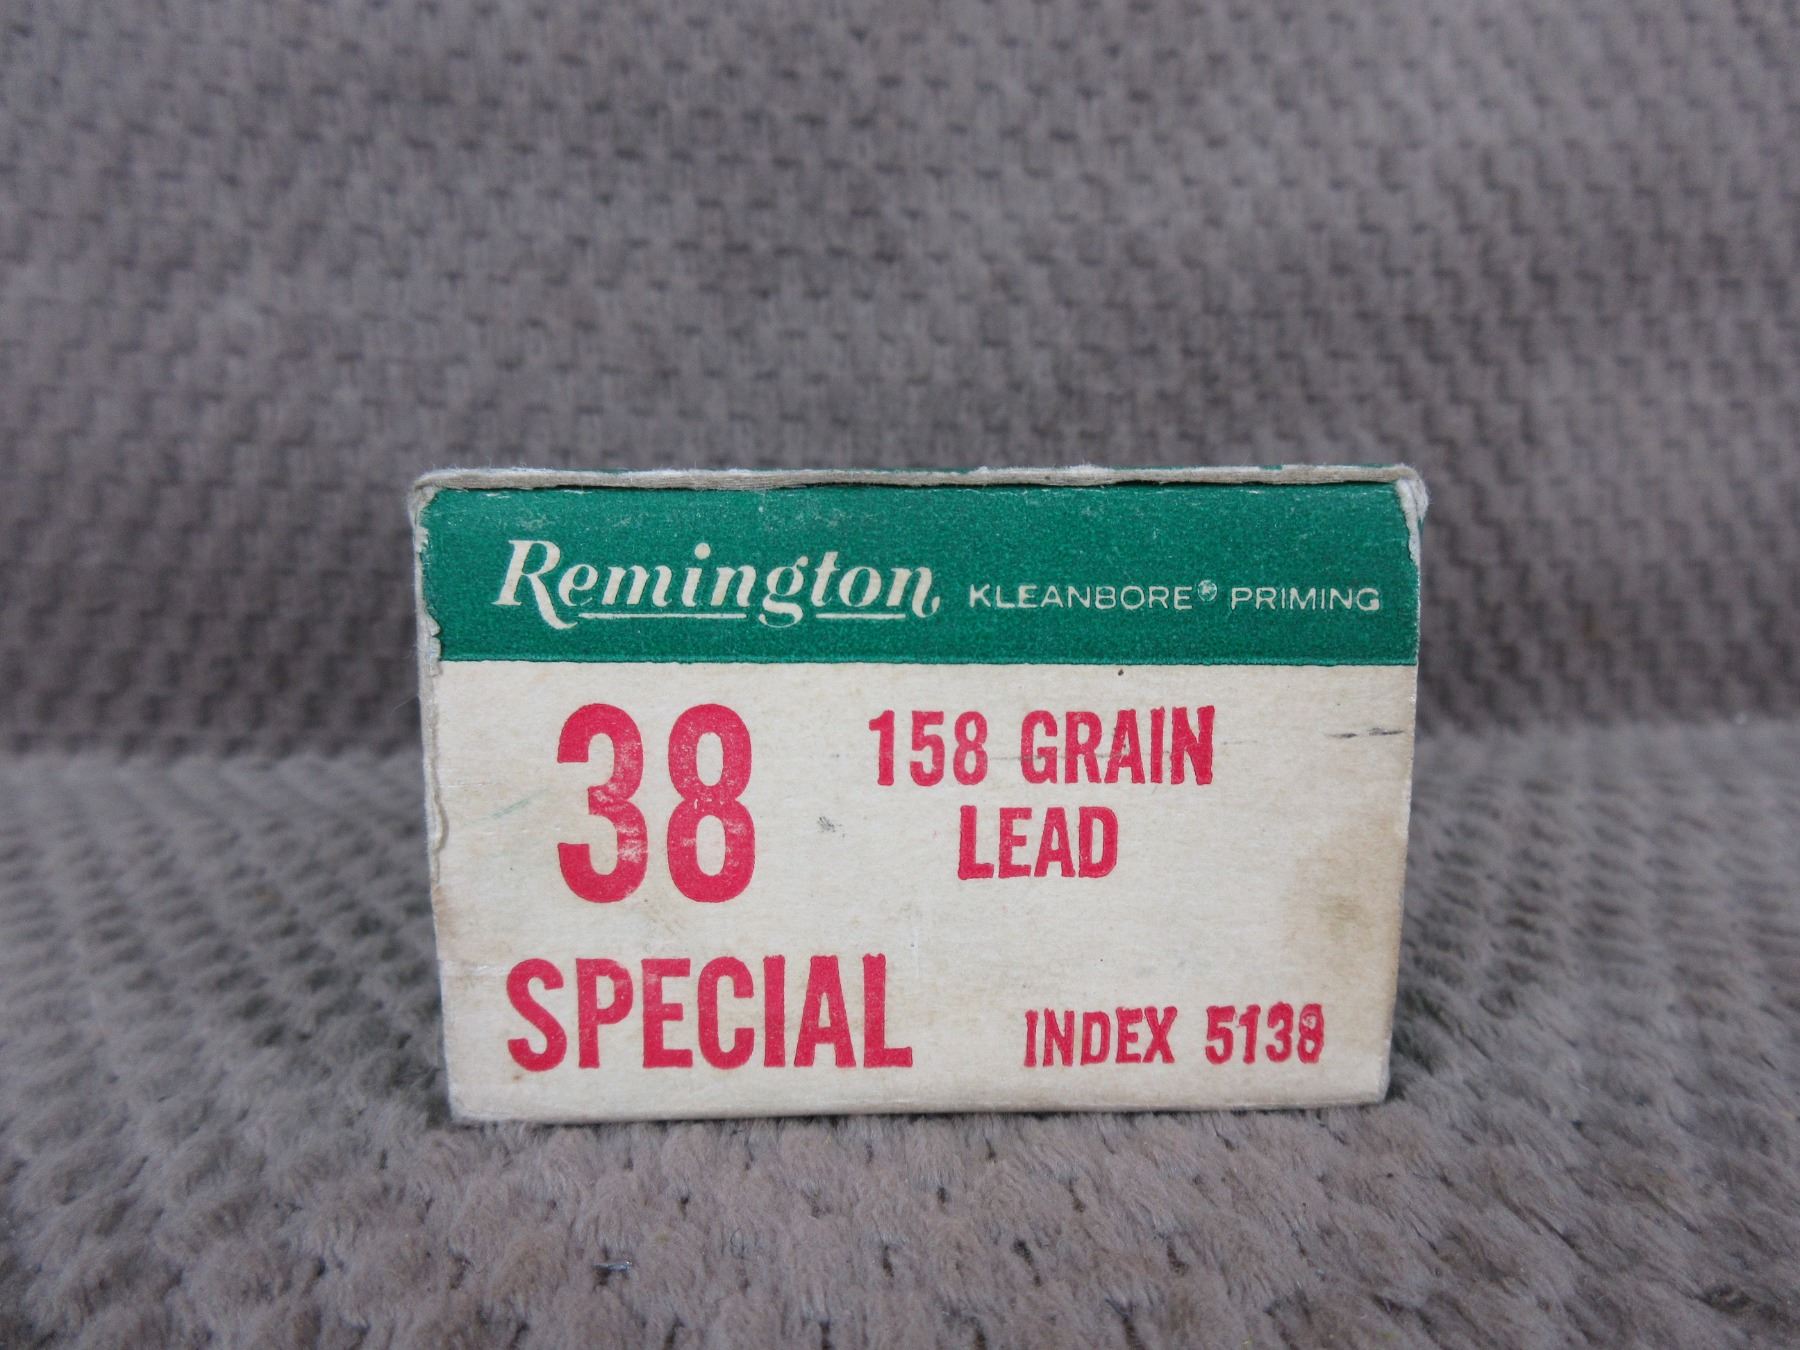 Remington, KLEANBORE® PRIMING
38 158 GRAIN
LEAD
SPECIAL INDEX 5138